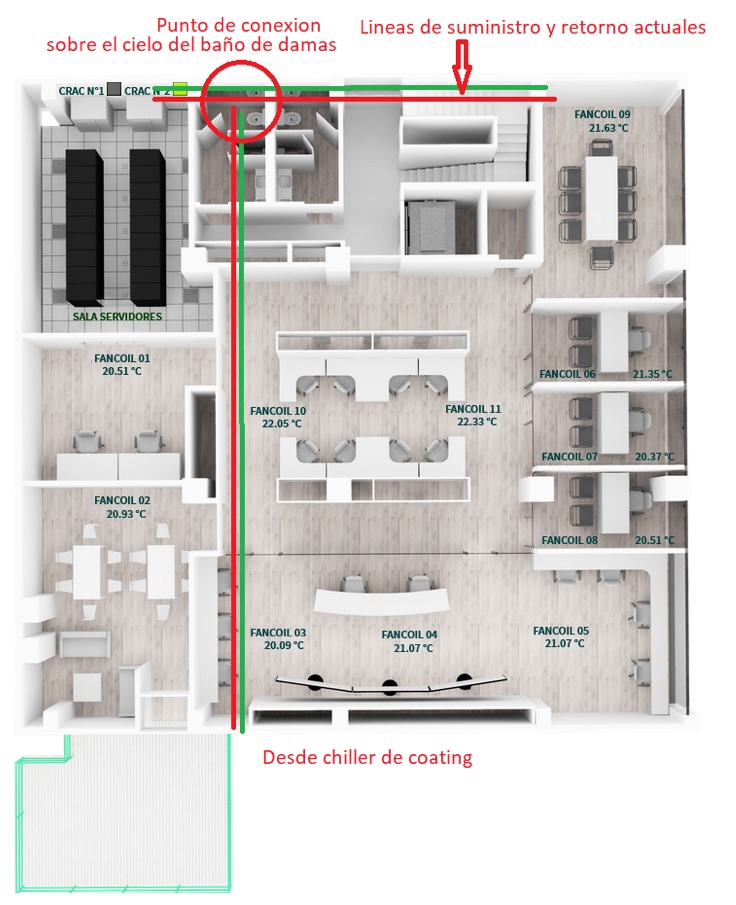 Punto de conexion
sobre el cielo del baño de damas
Lineas de suministro y retorno actuales
CRAC N°1
CRAC N°2
FANCOIL 09
21.63 °C
SALA SERVIDORES
FANCOIL 01
20.51 °C
FANCOIL 06
21.35 °C
FANCOIL 10
22.05 °C
FANCOIL 11
22.33 °C
FANCOIL 07
20.37 °C
FANCOIL 02
20.93 °C
FANCOIL 08
20.51 °C
FANCOIL 03
20.09 °C
FANCOIL 04
21.07 °C
FANCOIL 05
21.07 °C
Desde chiller de coating